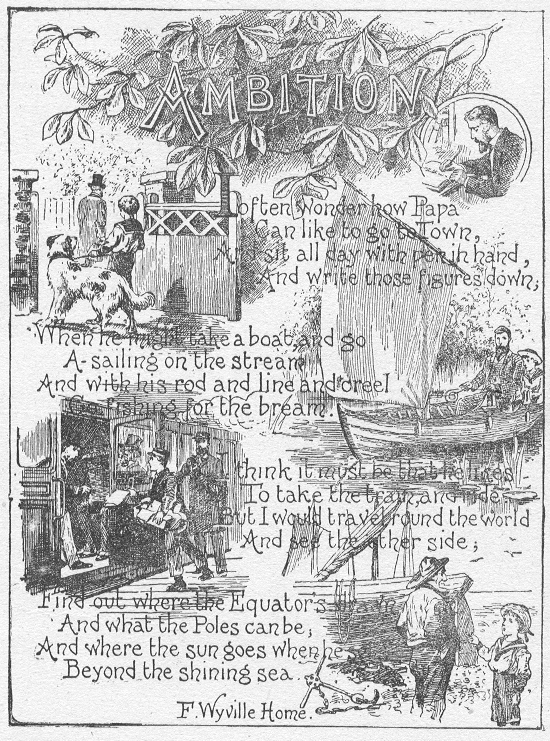 AMBITION
I often wonder how Papa
Can like to go to Town,
And sit all day with pen in hand,
And write those figures down;
When he might take a boat, and go
A-sailing on the stream
And with his rod and line and creel
Go fishing for the bream.
I think it must be that he likes
To take the train, and ride
But I would travel round the world
And see the other side;
Find out where the Equator's drawn
And what the Poles can be,
And where the sun goes when he's
Beyond the shining sea.
F. Wyville Home.